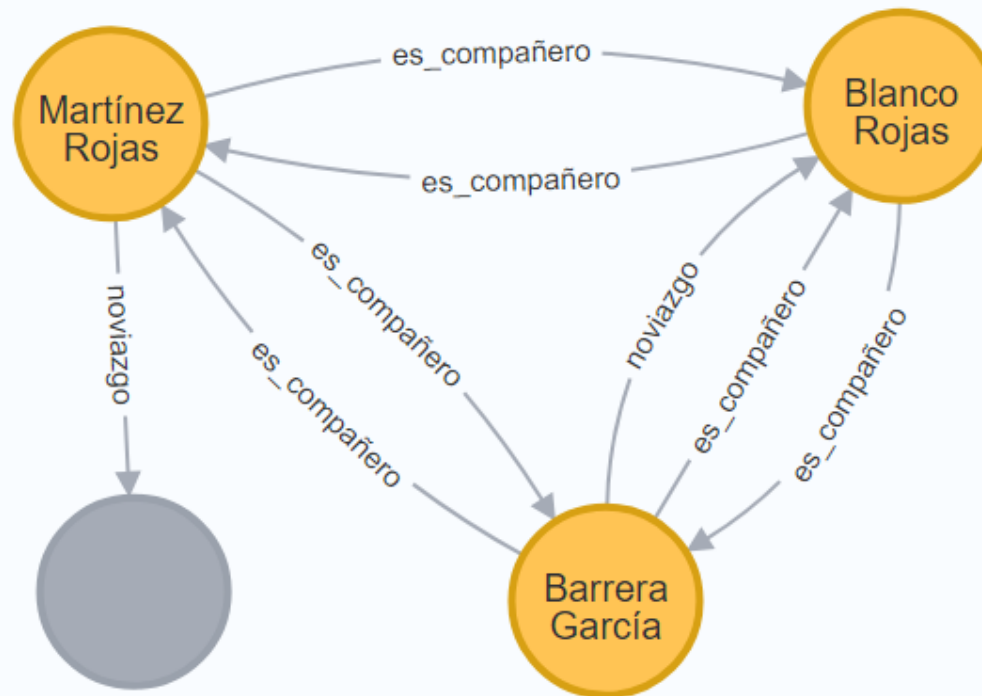 es_compañero
Martínez
Rojas
Blanco
Rojas
es_compañero
es_compañero
noviazgo
es_compañero
es_compañero
noviazgo
es_compañero
Barrera
García